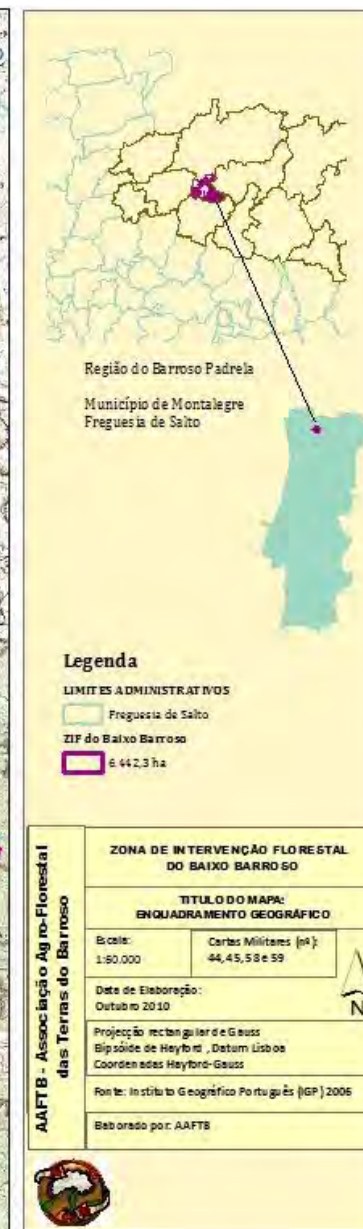 Região do Barroso Padrela
Município de Montalegre
Freguesia de Salto
Legenda
LIMITES ADMINISTRATIVOS
Freguesia de Salto
ZIF do Baixo Barroso
6.442,3 ha
AAFTB - Associação Agro-Florestal
das Terras do Barroso
ZONA DE INTERVENÇÃO FLORESTAL
DO BAIXO BARROSO
TITULO DO MAPA:
ENQUADRAMENTO GEOGRÁFICO
Escala:
1:50.000
Cartas Militares (nº):
44, 45, 58 e 59
N
Data de Elaboração:
Outubro 2010
Projecção rectangular de Gauss
Elipsóide de Hayford , Datum Lisboa
Coordenadas Hayford-Gauss
Fonte: Instituto Geográfico Português (IGP) 2006
Elaborado por: AAFTB